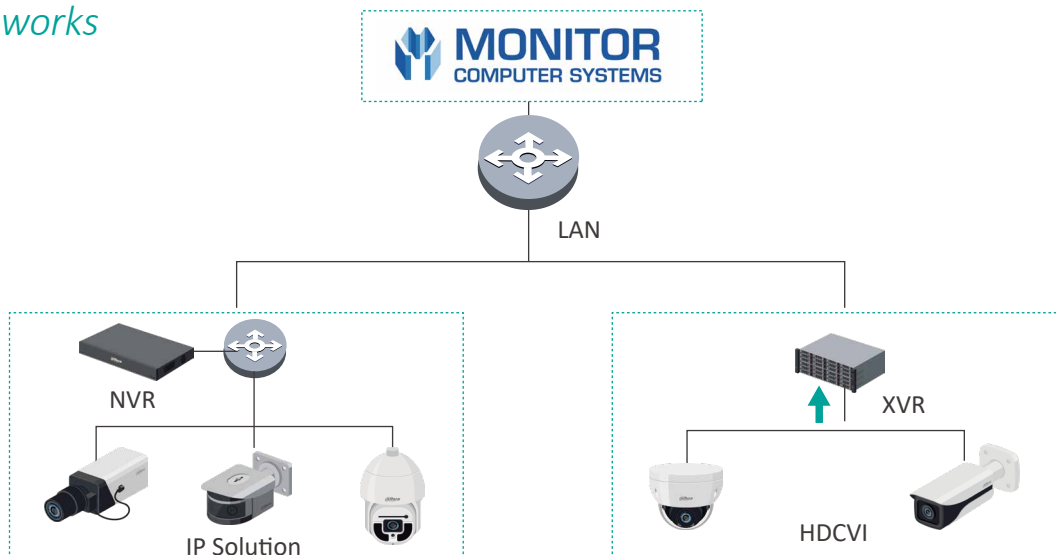 works
MONITOR
COMPUTER SYSTEMS
LAN
NVR
XVR
IP Solution
HDCVI